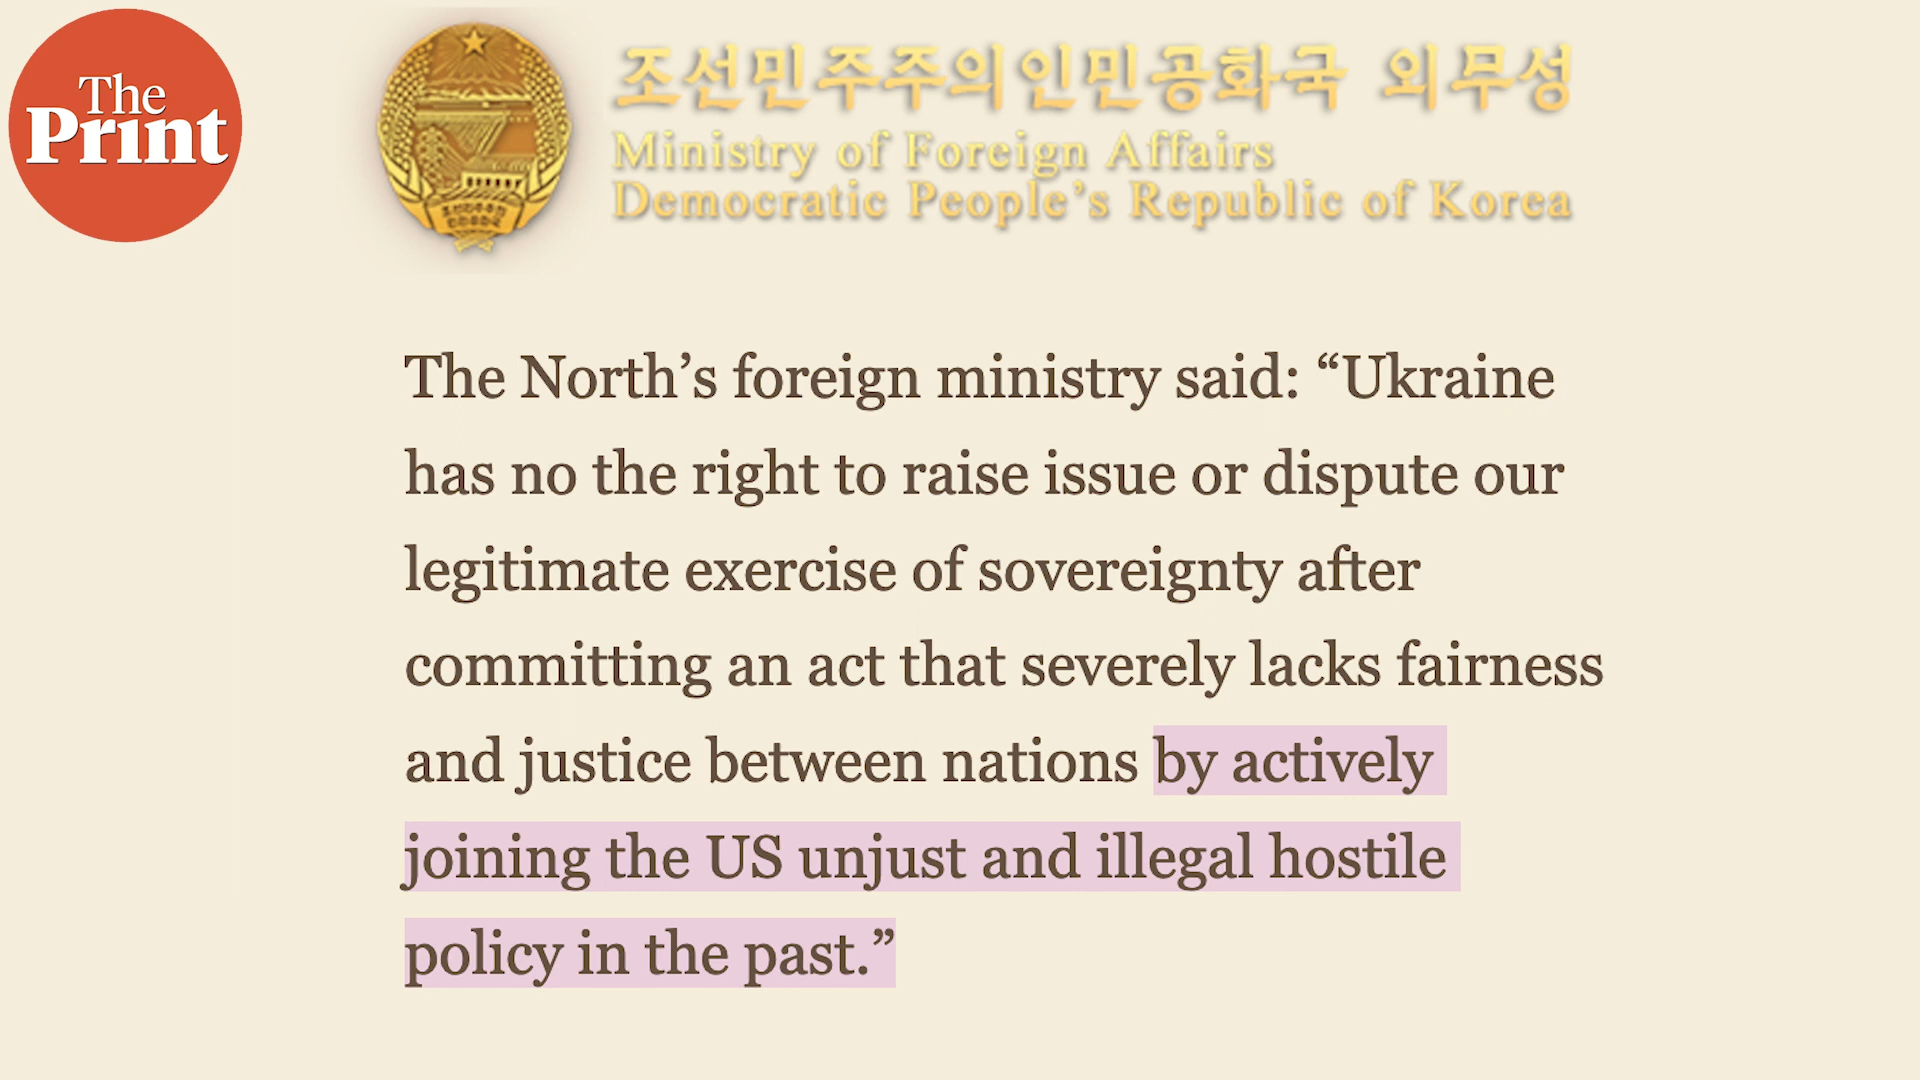 The
Print
조선민주주의인민공화국 외무성
Ministry of Foreign Affairs
Democratic People's Republic of Korea
The North’s foreign ministry said: “Ukraine
has no the right to raise issue or dispute our
legitimate exercise of sovereignty after
committing an act that severely lacks fairness
and justice between nations by actively
joining the US unjust and illegal hostile
policy in the past.”